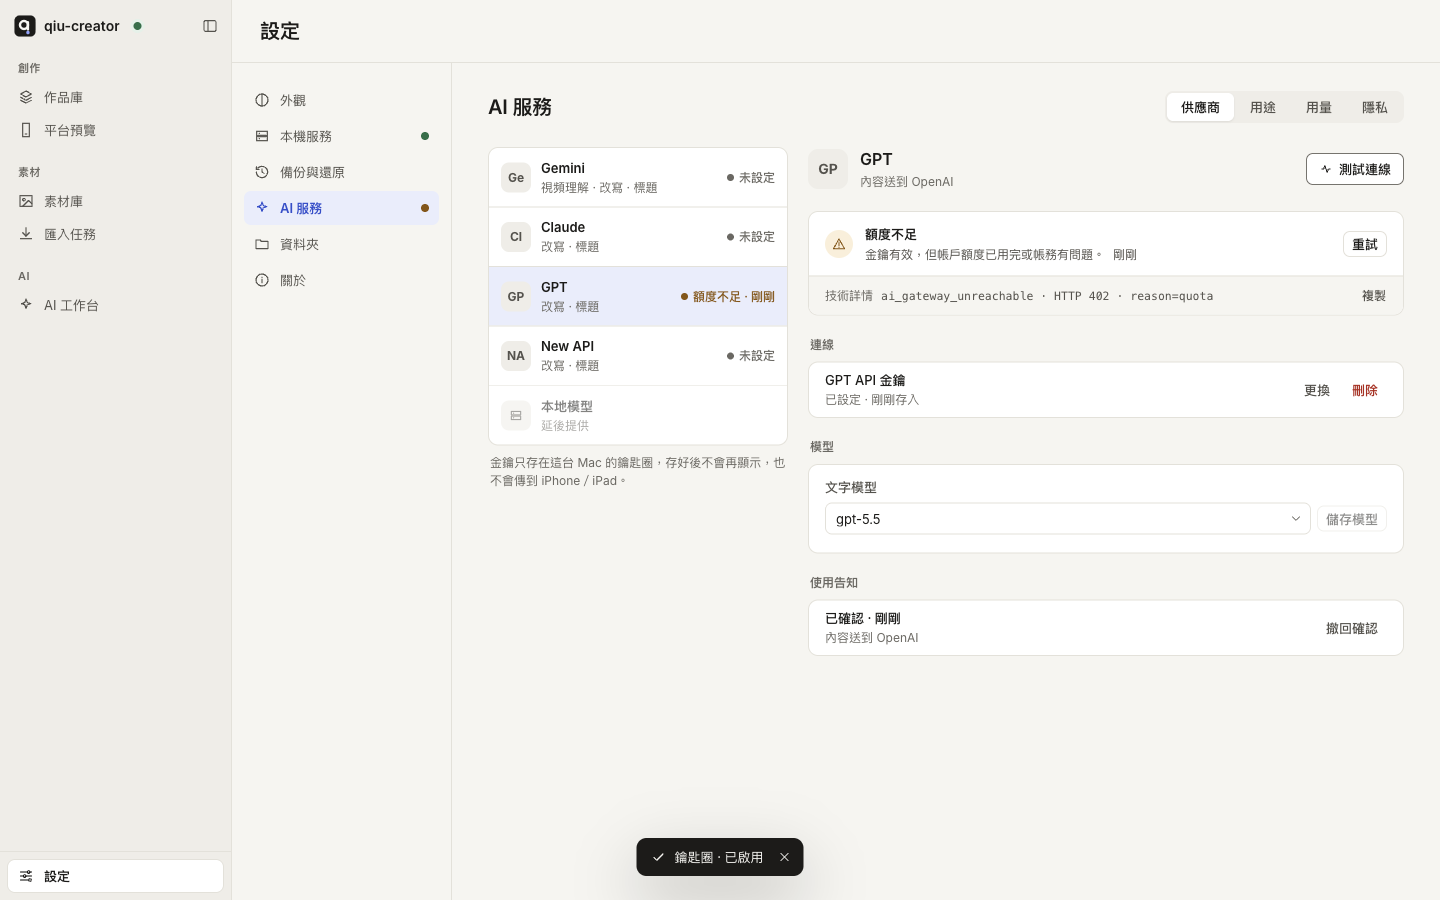 qiu-creator
創作
作品庫
平台預覽
素材
素材庫
匯入任務
AI
AI 工作台
設定
設定
外觀
本機服務
備份與還原
AI 服務
資料夾
關於
AI 服務
供應商 用途 用量 隱私
Ge Gemini
視頻理解 · 改寫 · 標題
未設定
Cl Claude
改寫 · 標題
未設定
GP GPT
改寫 · 標題
額度不足 · 剛剛
NA New API
改寫 · 標題
未設定
本地模型
延後提供
金鑰只存在這台 Mac 的鑰匙圈，存好後不會再顯示，也
不會傳到 iPhone / iPad。
GP GPT
內容送到 OpenAI
測試連線
額度不足
金鑰有效，但帳戶額度已用完或帳務有問題。 剛剛
重試
技術詳情 ai_gateway_unreachable · HTTP 402 · reason=quota 複製
連線
GPT API 金鑰
已設定 · 剛剛存入
更換 刪除
模型
文字模型
gpt-5.5 儲存模型
使用告知
已確認 · 剛剛
內容送到 OpenAI
撤回確認
鑰匙圈 · 已啟用